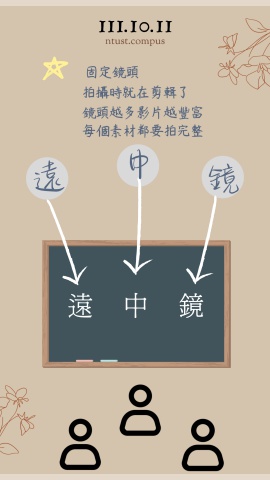 111.10.11
ntust.compus
固定鏡頭
拍攝時就在剪輯了
鏡頭越多影片越豐富
每個素材都要拍完整
遠 中 鏡
遠 中 鏡